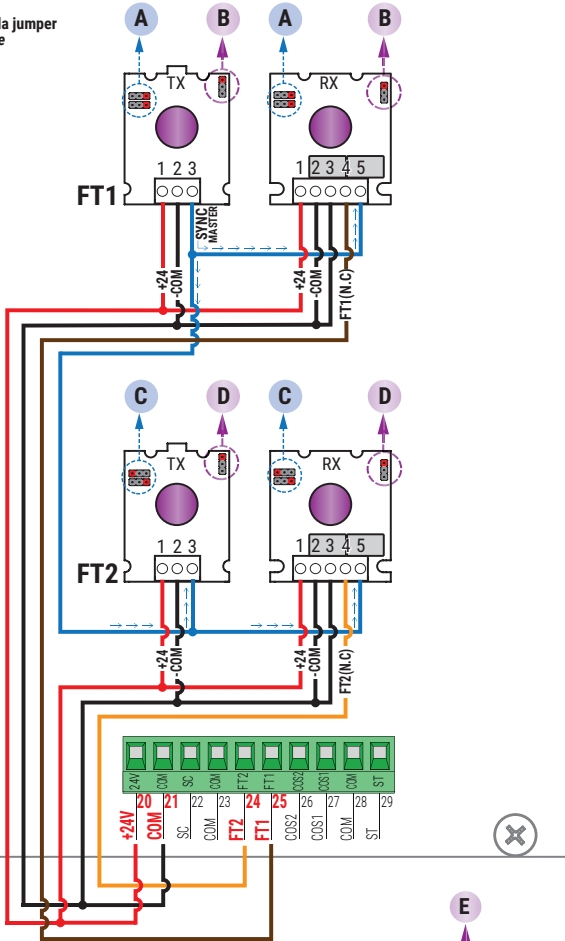 la jumper
e
A
B
A
B
TX
RX
1 2 3
1 2 3 4 5
FT1
SYNC
MASTER
+24
-COM
+24
-COM
FT1(N.C)
C
D
C
D
TX
RX
1 2 3
1 2 3 4 5
FT2
+24
-COM
+24
-COM
FT2(N.C)
24V COM SC COM FT2 FT1 COS2 COS1 COM ST
20 21 22 23 24 25 26 27 28 29
+24V COM SC COM FT2 FT1 COS2 COS1 COM ST
E